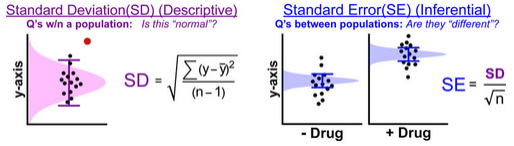 Standard Deviation(SD) (Descriptive)
Q's w/n a population: Is this “normal”?
y-axis
SD = √ ∑ (y – ȳ)²
(n – 1)
Standard Error(SE) (Inferential)
Q's between populations: Are they “different”?
y-axis
- Drug
+ Drug
SE = SD
√n